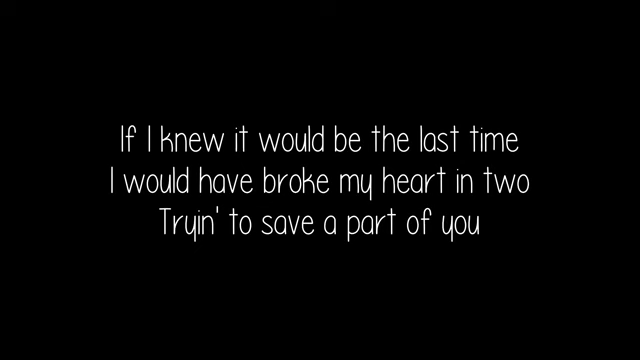 If I knew it would be the last time
I would have broke my heart in two
Tryin' to save a part of you